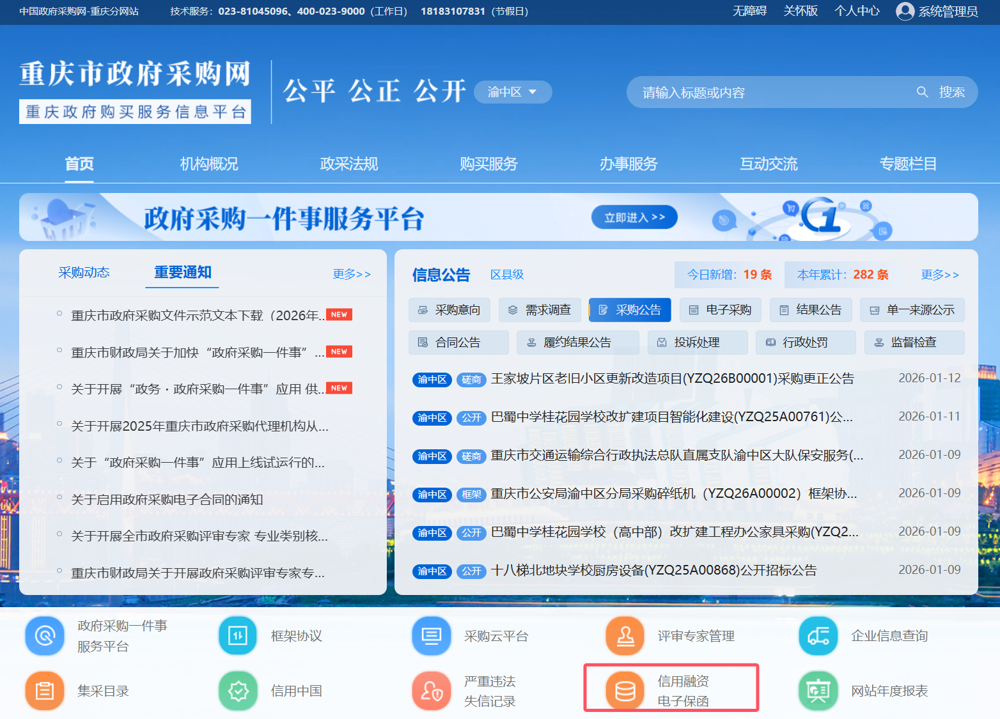 中国政府采购网-重庆分网站 技术服务：023-81045096、400-023-9000（工作日） 18183107831（节假日） 无障碍 关怀版 个人中心 系统管理员
重庆市政府采购网
重庆政府购买服务信息平台
公平 公正 公开
渝中区
请输入标题或内容
搜索
首页 机构概况 政采法规 购买服务 办事服务 互动交流 专题栏目
政府采购一件事服务平台
立即进入 >>
采购动态 重要通知 更多>>
重庆市政府采购文件示范文本下载（2026年... NEW
重庆市财政局关于加快“政府采购一件事” ... NEW
关于开展“政务·政府采购一件事”应用 供... NEW
关于开展2025年重庆市政府采购代理机构从...
关于“政府采购一件事”应用上线试运行的...
关于启用政府采购电子合同的通知
关于开展全市政府采购评审专家 专业类别核...
重庆市财政局关于开展政府采购评审专家专...
信息公告 区县级 今日新增：19 条 本年累计：282 条 更多>>
采购意向 需求调查 采购公告 电子采购 结果公告 单一来源公示
合同公告 履约结果公告 投诉处理 行政处罚 监督检查
渝中区 磋商 王家坡片区老旧小区更新改造项目(YZQ26B00001)采购更正公告 2026-01-12
渝中区 公开 巴蜀中学桂花园学校改扩建项目智能化建设(YZQ25A00761)公... 2026-01-11
渝中区 磋商 重庆市交通运输综合行政执法总队直属支队渝中区大队保安服务(... 2026-01-09
渝中区 框架 重庆市公安局渝中区分局采购碎纸机（YZQ26A00002）框架协... 2026-01-09
渝中区 公开 巴蜀中学桂花园学校（高中部）改扩建工程办公家具采购(YZQ2... 2026-01-09
渝中区 公开 十八梯北地块学校厨房设备(YZQ25A00868)公开招标公告 2026-01-09
政府采购一件事
服务平台
框架协议
采购云平台
评审专家管理
企业信息查询
集采目录
信用中国
严重违法
失信记录
信用融资
电子保函
网站年度报表